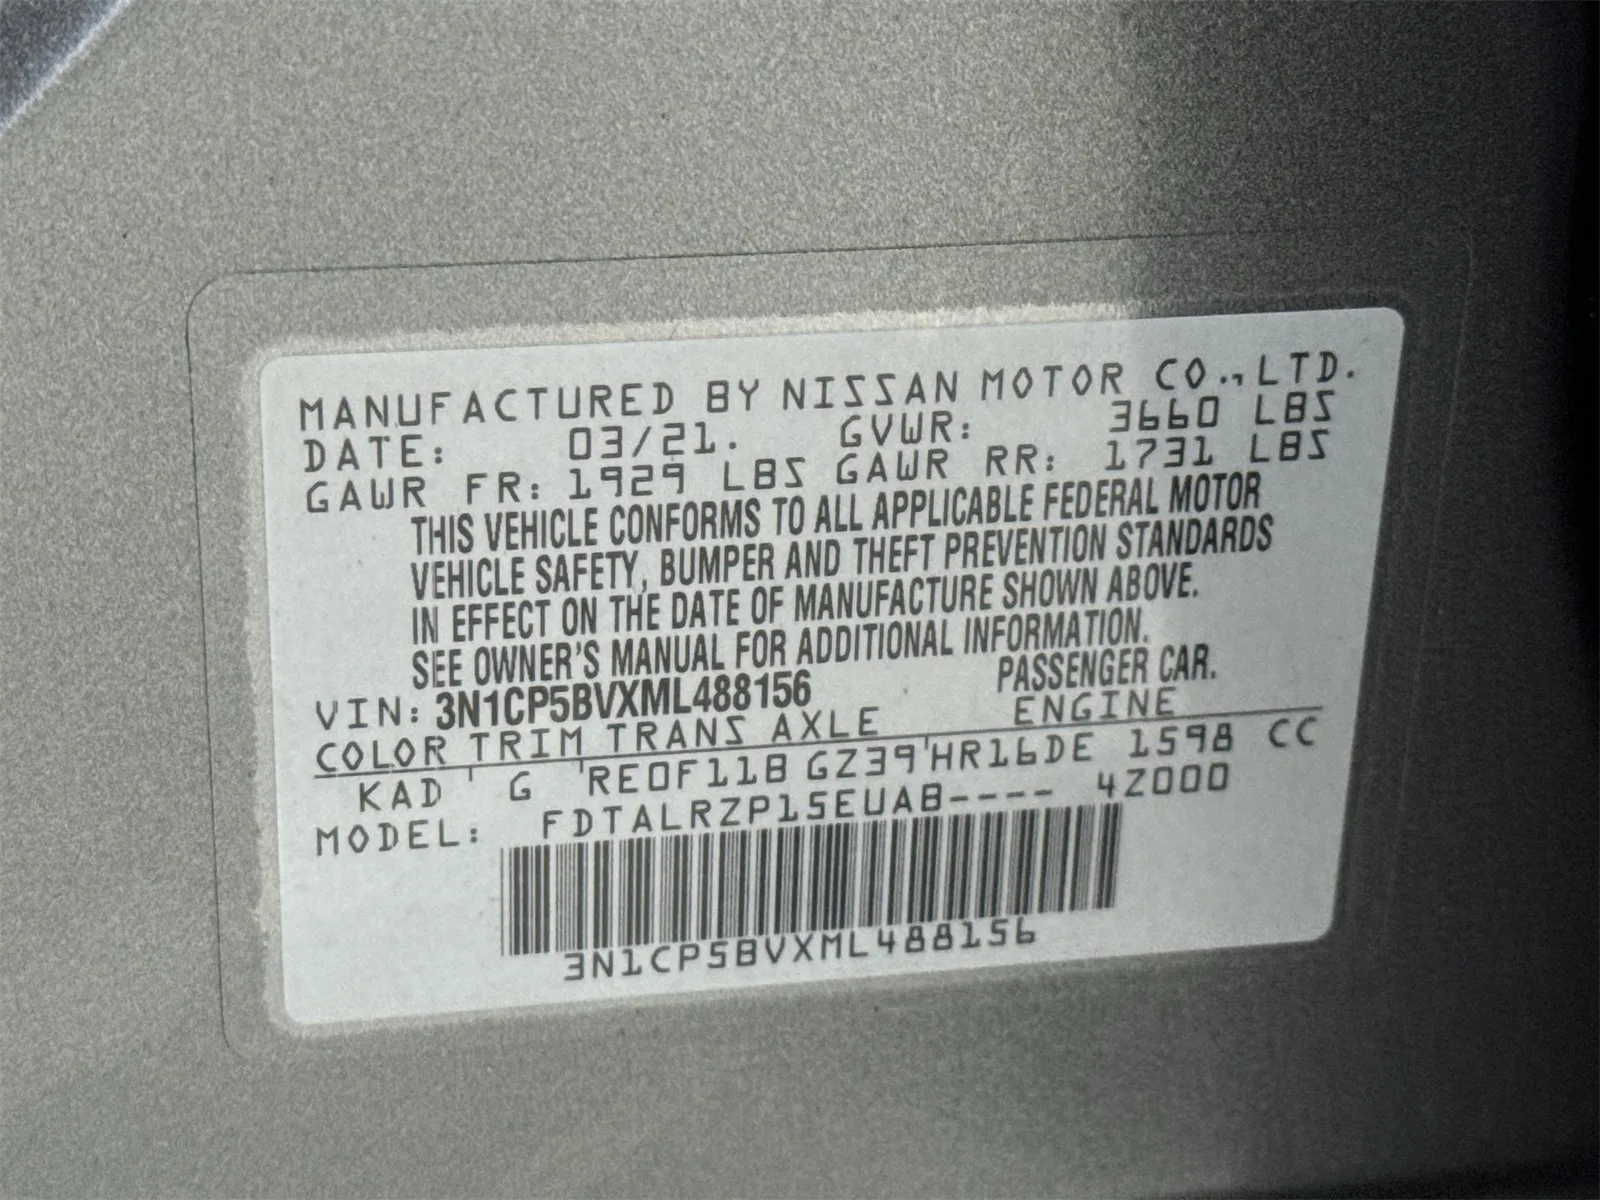 MANUFACTURED BY NISSAN MOTOR CO., LTD.
DATE: 03/21. GVWR: 3660 LBS
GAWR FR: 1929 LBS GAWR RR: 1731 LBS
THIS VEHICLE CONFORMS TO ALL APPLICABLE FEDERAL MOTOR
VEHICLE SAFETY, BUMPER AND THEFT PREVENTION STANDARDS
IN EFFECT ON THE DATE OF MANUFACTURE SHOWN ABOVE.
SEE OWNER'S MANUAL FOR ADDITIONAL INFORMATION.
VIN: 3N1CP5BVXML488156 PASSENGER CAR.
COLOR TRIM TRANS AXLE ENGINE
KAD G RE0F11B GZ39 HR16DE 1598 CC
MODEL: FDTALRZP15EUAB---- 4Z000
3N1CP5BVXML488156